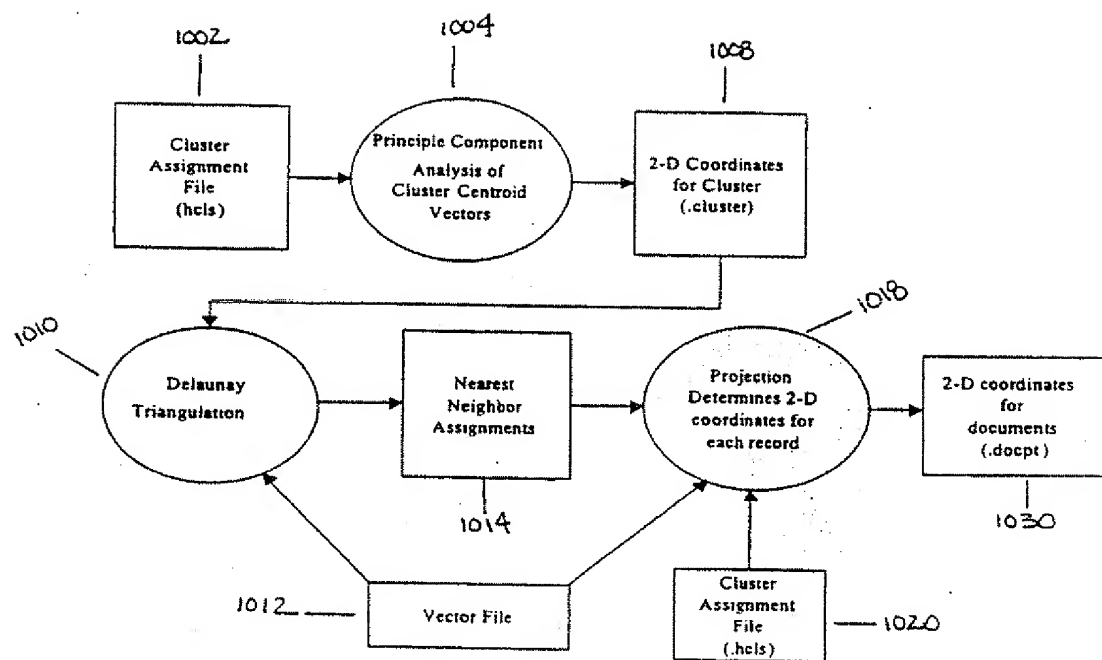 1002
1004
1008
Cluster
Assignment
File
(hcls)
Principle Component
Analysis of
Cluster Centroid
Vectors
2-D Coordinates
for Cluster
(.cluster)
1010
1018
Delaunay
Triangulation
Nearest
Neighbor
Assignments
Projection
Determines 2-D
coordinates for
each record
2-D coordinates
for
documents
(.docpt)
1014
1030
1012
Vector File
Cluster
Assignment
File
(.hcls)
1020